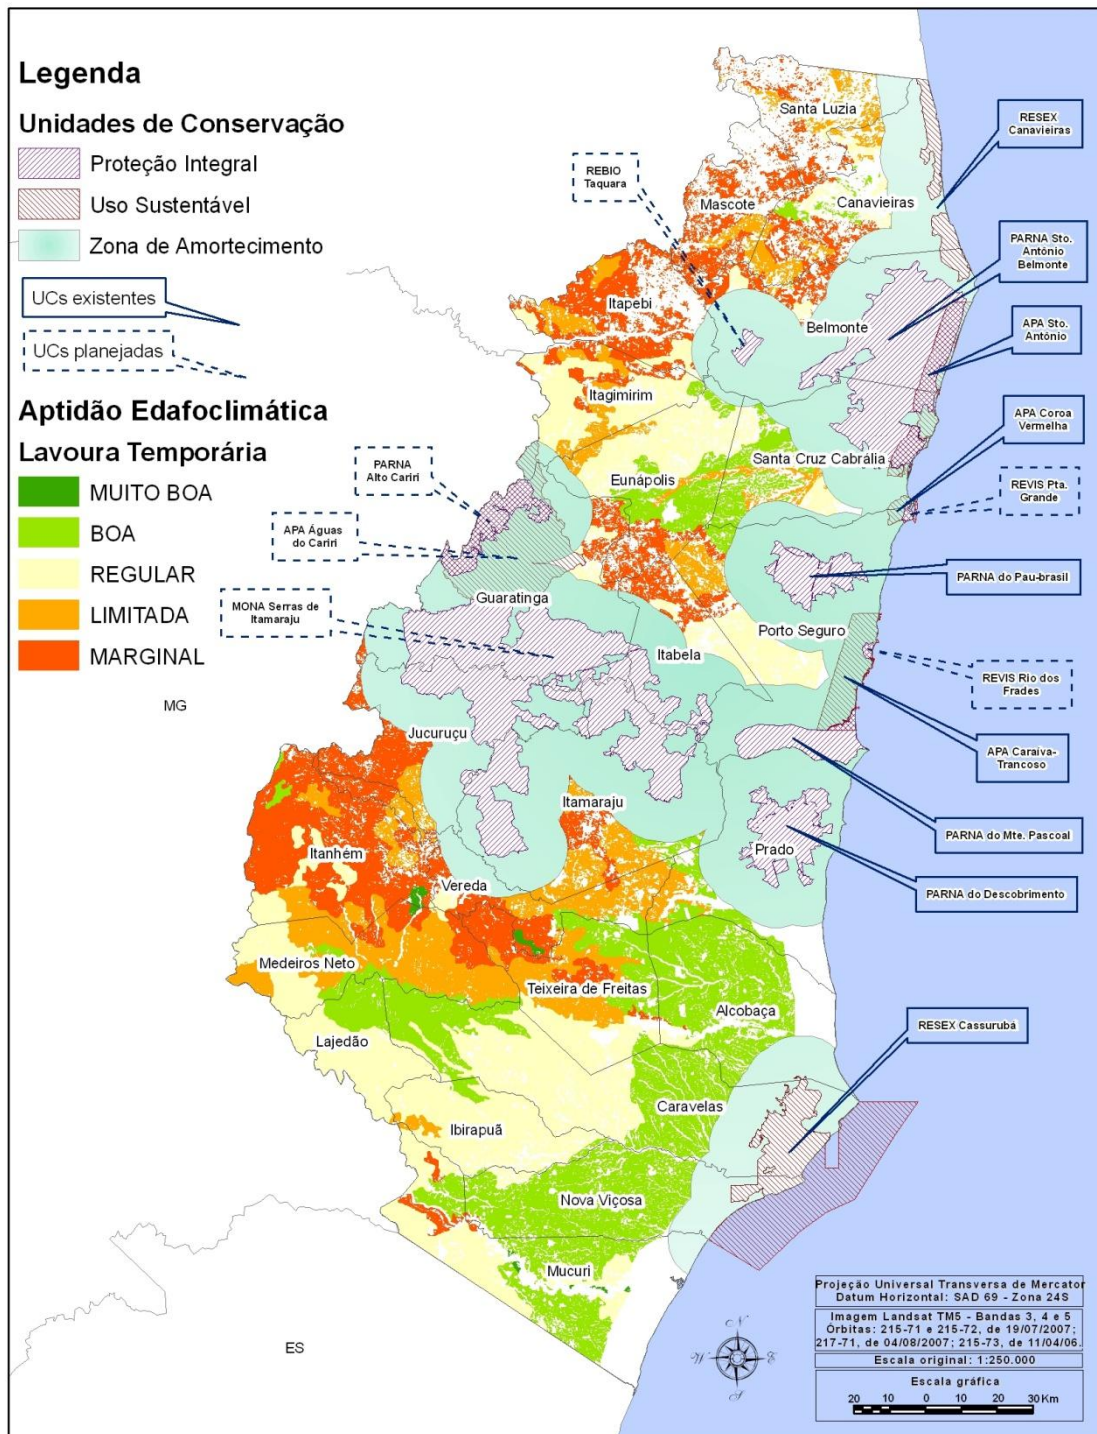 Legenda
Unidades de Conservação
Proteção Integral
Uso Sustentável
Zona de Amortecimento
UCs existentes
UCs planejadas
Aptidão Edafoclimática
Lavoura Temporária
MUITO BOA
BOA
REGULAR
LIMITADA
MARGINAL
MG
ES
Santa Luzia
RESEX
Canavieiras
REBIO
Taquara
Mascote
Canavieiras
PARNA Sto.
Antônio
Belmonte
Itapebi
Belmonte
APA Sto.
Antônio
Itagimirim
APA Coroa
Vermelha
Santa Cruz Cabrália
PARNA
Alto Cariri
Eunápolis
REVIS Pta.
Grande
APA Águas
do Cariri
PARNA do Pau-brasil
MONA Serras de
Itamaraju
Guaratinga
Porto Seguro
Itabela
REVIS Rio dos
Frades
Jucuruçu
APA Caraíva-
Trancoso
Itamaraju
PARNA do Mte. Pascoal
Itanhém
Prado
Vereda
PARNA do Descobrimento
Medeiros Neto
Teixeira de Freitas
Alcobaça
RESEX Cassurubá
Lajedão
Caravelas
Ibirapuã
Nova Viçosa
Mucuri
N
W
E
S
Projeção Universal Transversa de Mercator
Datum Horizontal: SAD 69 - Zona 24S
Imagem Landsat TM5 - Bandas 3, 4 e 5
Órbitas: 215-71 e 215-72, de 19/07/2007;
217-71, de 04/08/2007; 215-73, de 11/04/06.
Escala original: 1:250.000
Escala gráfica
20 10 0 10 20 30 Km